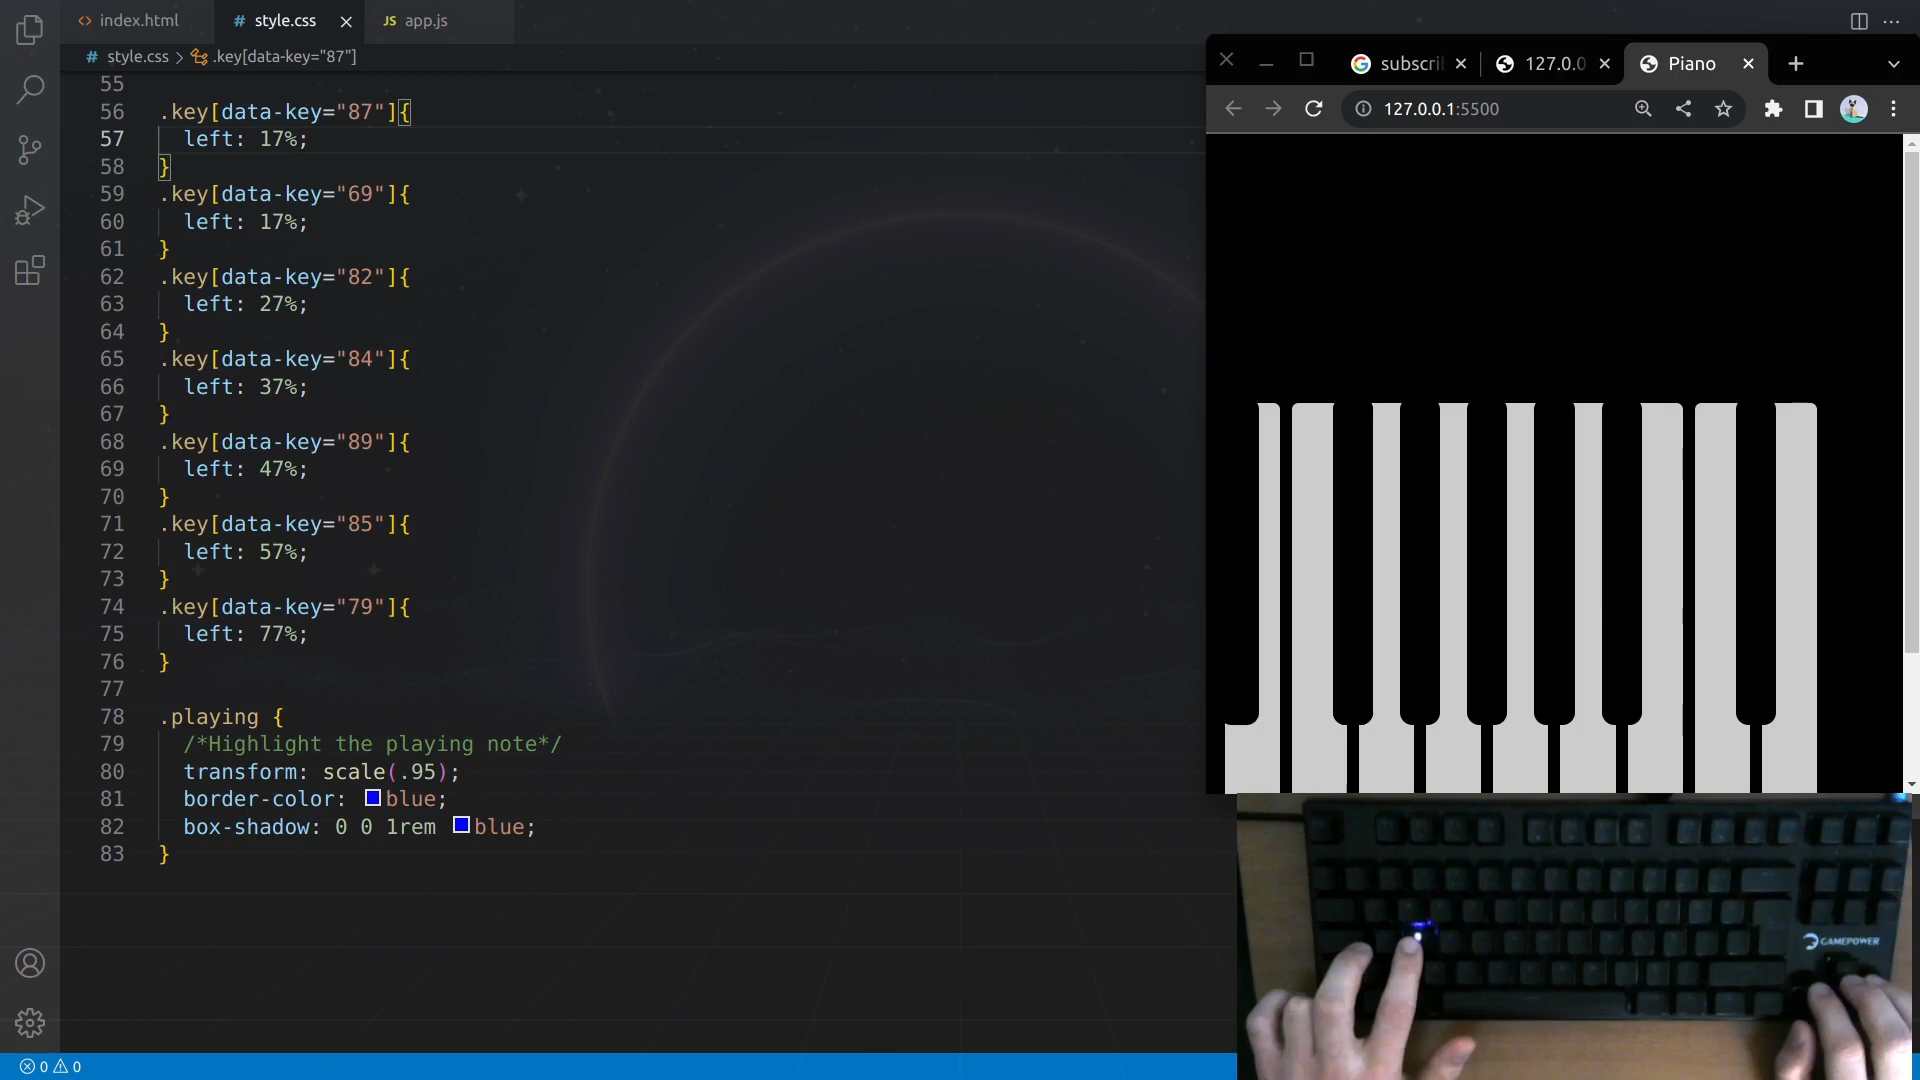 index.html
style.css
app.js
style.css > .key[data-key="87"]
subscri
127.0.0
Piano
127.0.0.1:5500
55
56 .key[data-key="87"]{
57 left: 17%;
58 }
59 .key[data-key="69"]{
60 left: 17%;
61 }
62 .key[data-key="82"]{
63 left: 27%;
64 }
65 .key[data-key="84"]{
66 left: 37%;
67 }
68 .key[data-key="89"]{
69 left: 47%;
70 }
71 .key[data-key="85"]{
72 left: 57%;
73 }
74 .key[data-key="79"]{
75 left: 77%;
76 }
77
78 .playing {
79 /*Highlight the playing note*/
80 transform: scale(.95);
81 border-color: blue;
82 box-shadow: 0 0 1rem blue;
83 }
GAMEPOWER
0 0